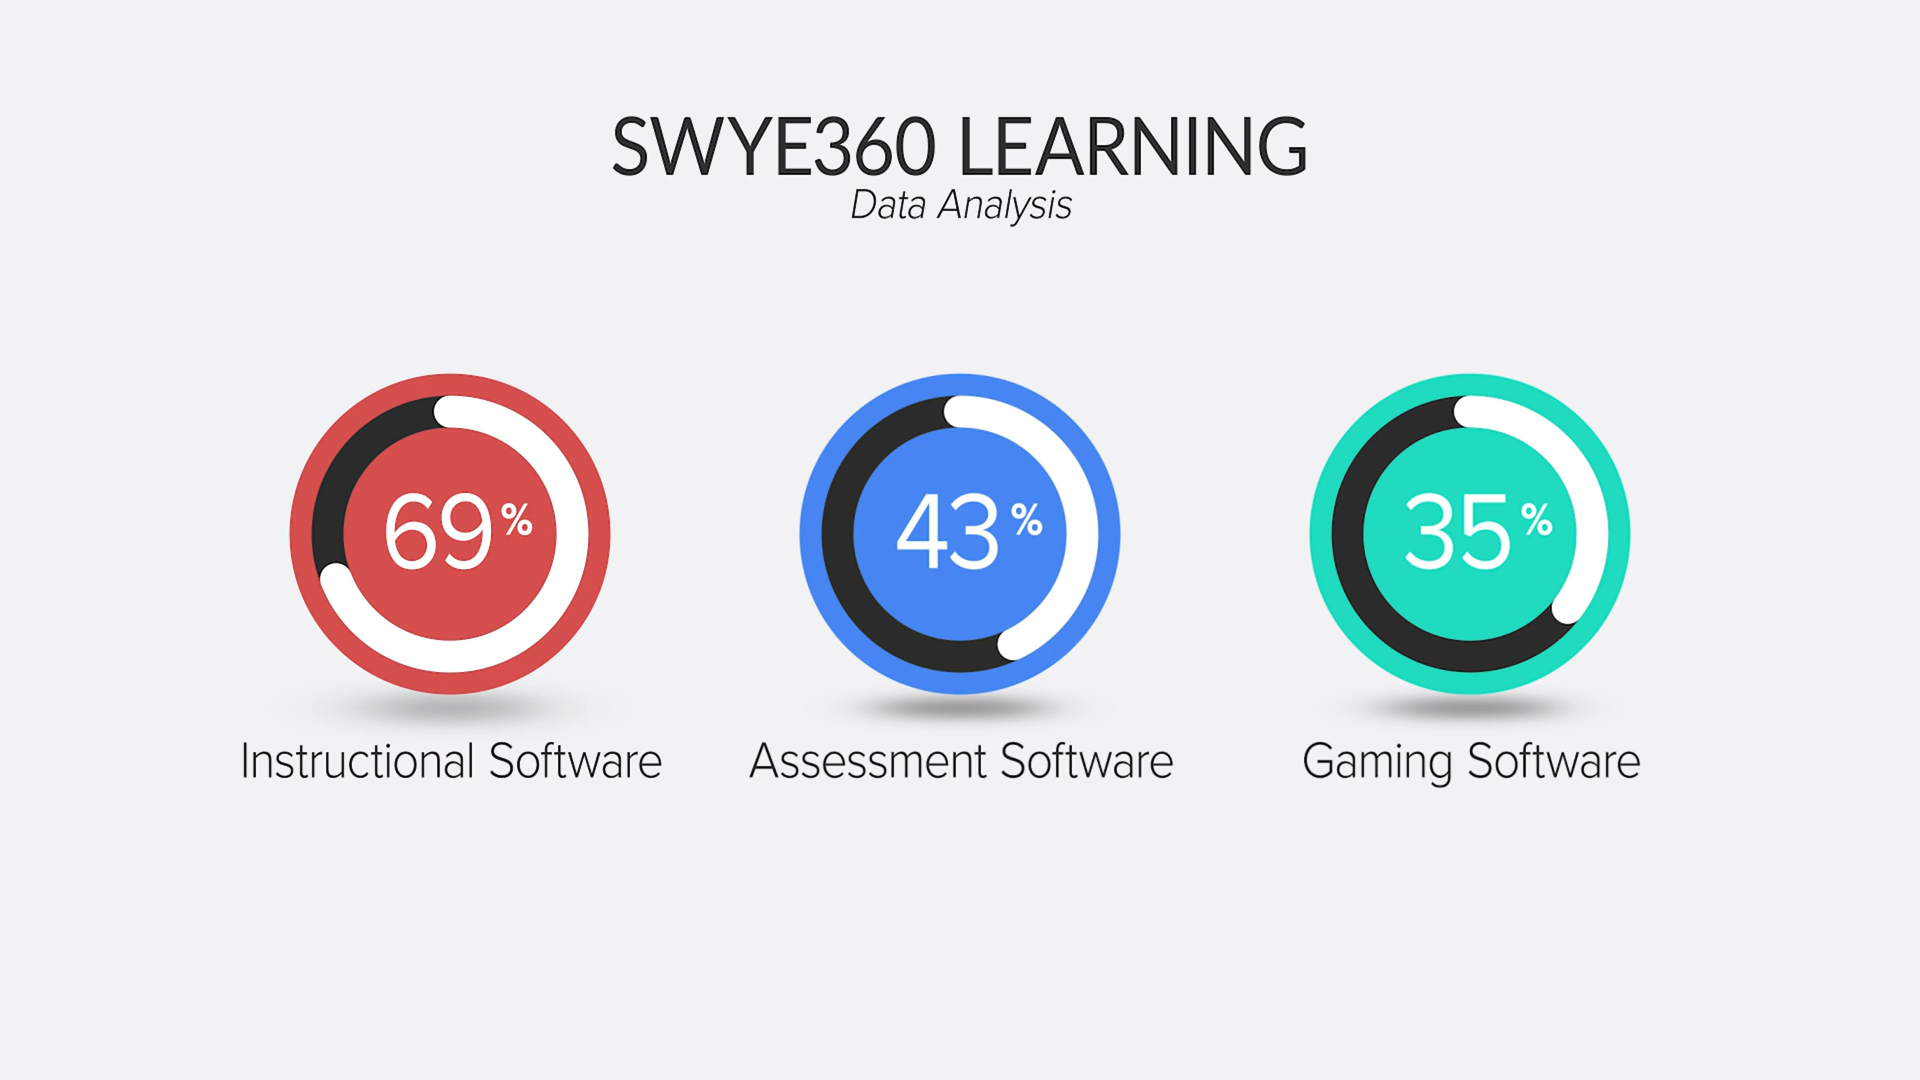 SWYE360 LEARNING
Data Analysis
69%
43%
35%
Instructional Software
Assessment Software
Gaming Software